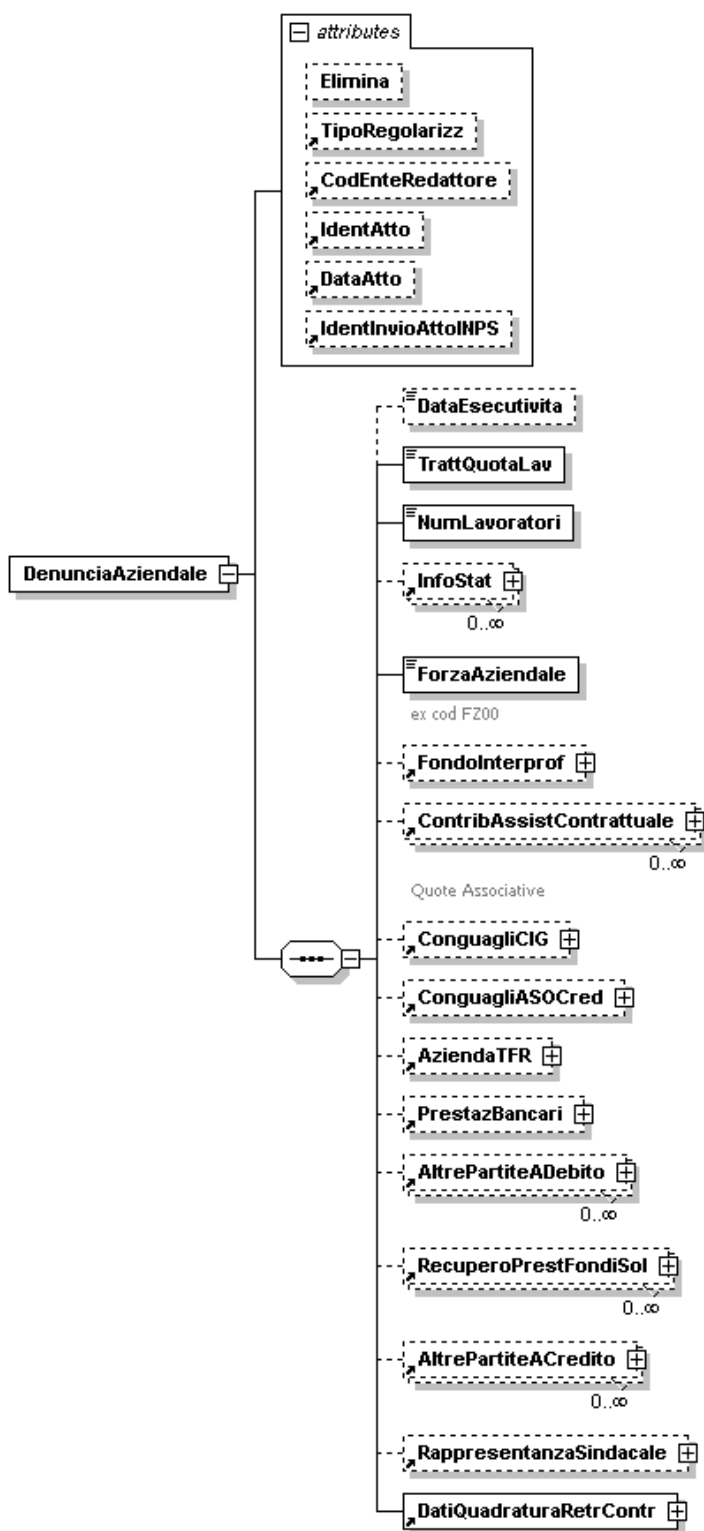 attributes
Elimina
TipoRegolarizz
CodEnteRedattore
IdentAtto
DataAtto
IdentInvioAttoINPS
DenunciaAziendale
DataEsecutivita
TrattQuotaLav
NumLavoratori
InfoStat
0..∞
ForzaAziendale
ex cod FZ00
FondoInterprof
ContribAssistContrattuale
0..∞
Quote Associative
ConguagliCIG
ConguagliASOCred
AziendaTFR
PrestazBancari
AltrePartiteADebito
0..∞
RecuperoPrestFondiSol
0..∞
AltrePartiteACredito
0..∞
RappresentanzaSindacale
DatiQuadraturaRetrContr